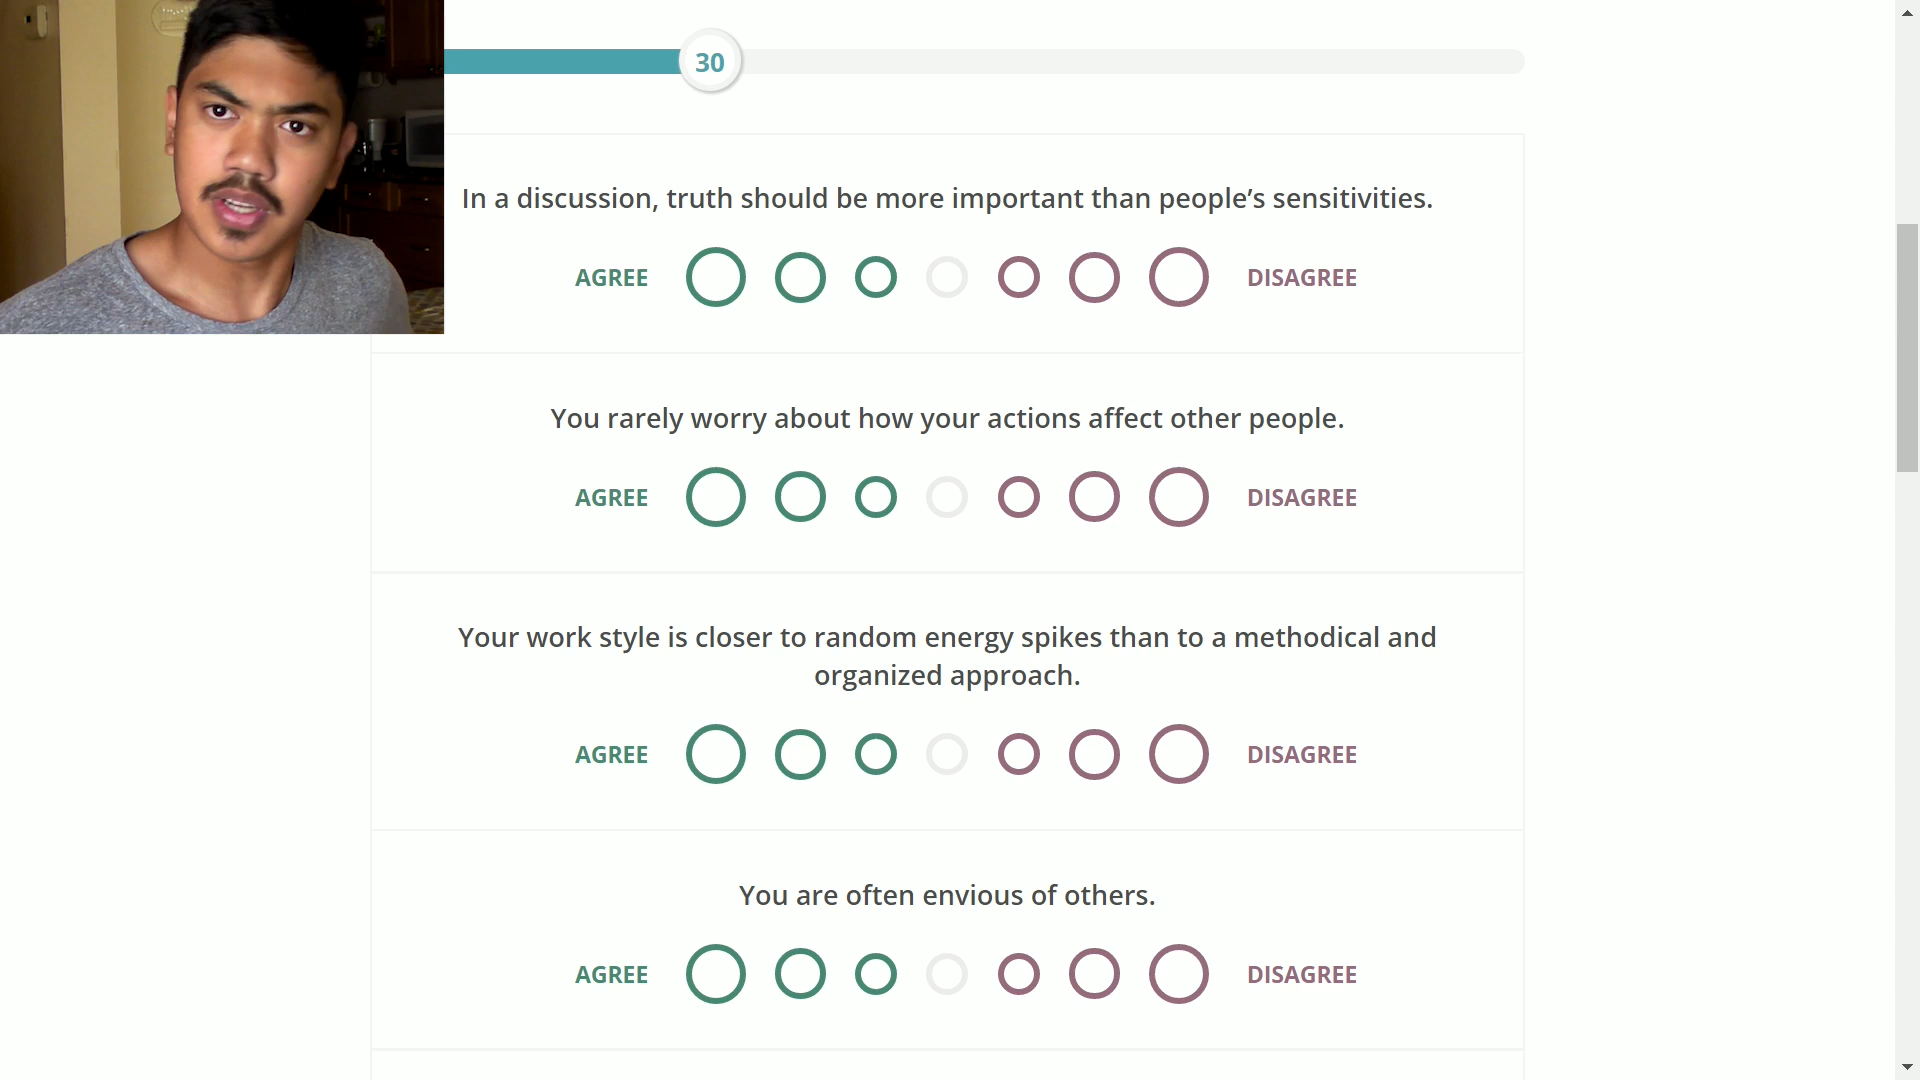 30
In a discussion, truth should be more important than people’s sensitivities.
AGREE DISAGREE
You rarely worry about how your actions affect other people.
AGREE DISAGREE
Your work style is closer to random energy spikes than to a methodical and
organized approach.
AGREE DISAGREE
You are often envious of others.
AGREE DISAGREE